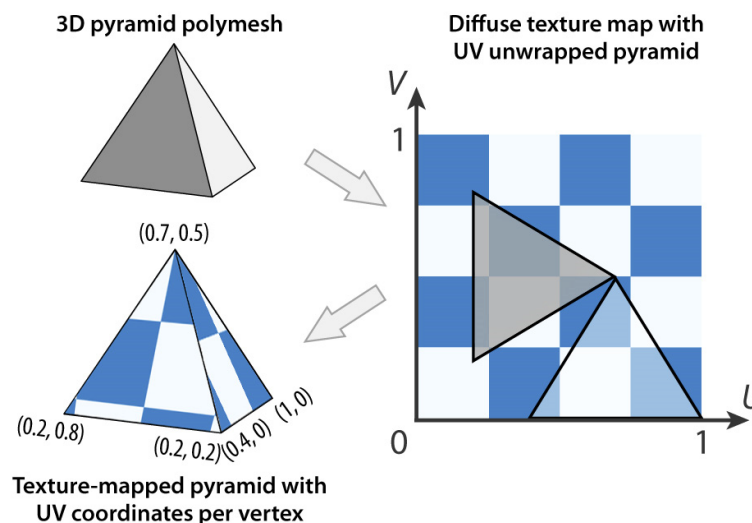 3D pyramid polymesh
Diffuse texture map with
UV unwrapped pyramid
V
1
(0.7, 0.5)
(0.2, 0.8)
(0.2, 0.2)
(0.4, 0)
(1, 0)
0
1
U
Texture-mapped pyramid with
UV coordinates per vertex